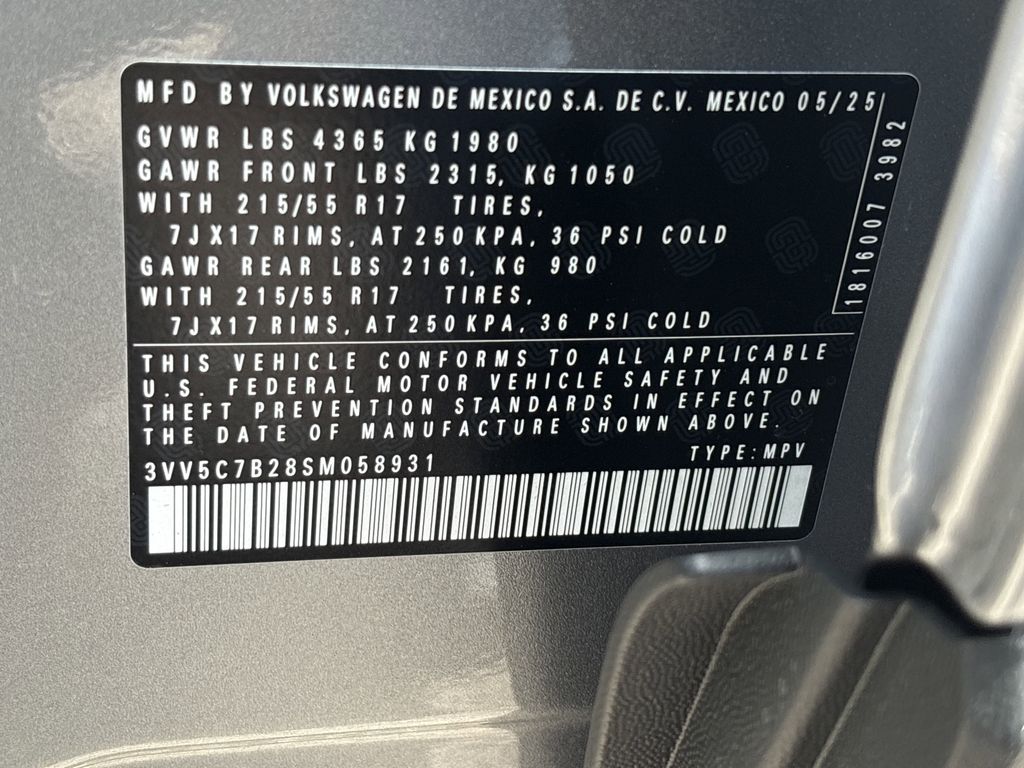 MFD BY VOLKSWAGEN DE MEXICO S.A. DE C.V. MEXICO 05/25
GVWR LBS 4365 KG 1980
GAWR FRONT LBS 2315, KG 1050
WITH 215/55 R17 TIRES,
7JX17 RIMS, AT 250 KPA, 36 PSI COLD
GAWR REAR LBS 2161, KG 980
WITH 215/55 R17 TIRES,
7JX17 RIMS, AT 250 KPA, 36 PSI COLD
1816007 3982
THIS VEHICLE CONFORMS TO ALL APPLICABLE
U.S. FEDERAL MOTOR VEHICLE SAFETY AND
THEFT PREVENTION STANDARDS IN EFFECT ON
THE DATE OF MANUFACTURE SHOWN ABOVE.
3VV5C7B28SM058931 TYPE: MPV